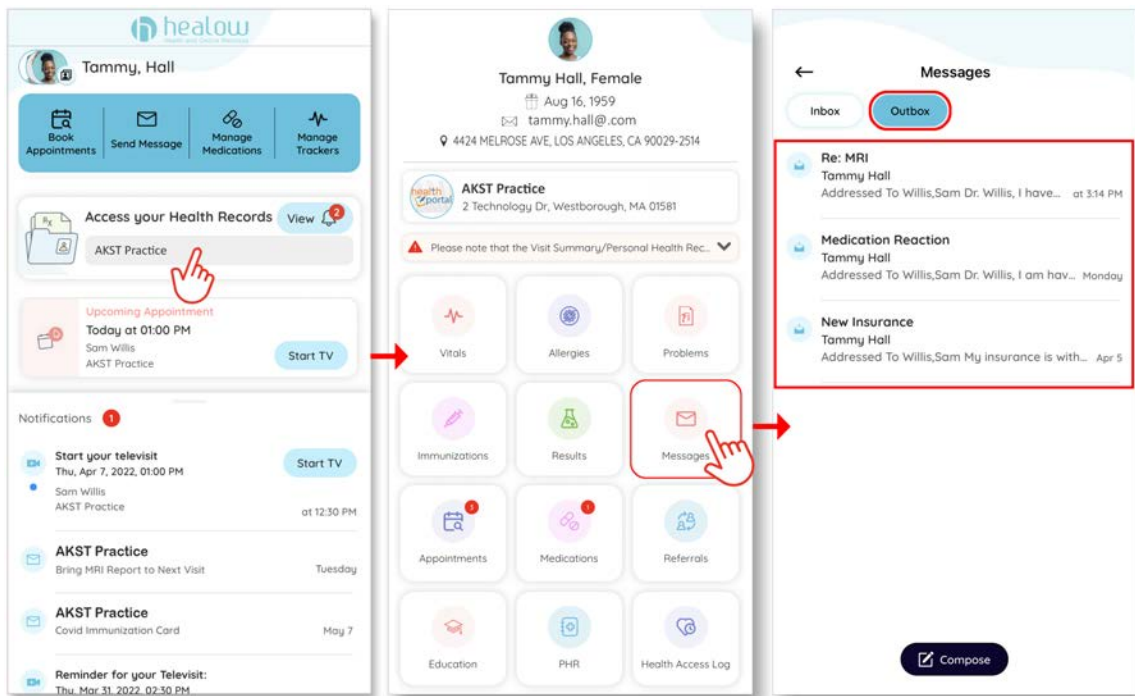 healow
Health and Online Records
Tammy, Hall
Book Appointments
Send Message
Manage Medications
Manage Trackers
Rx
Access your Health Records
View
2
AKST Practice
Upcoming Appointment
Today at 01:00 PM
Sam Willis
AKST Practice
Start TV
Notifications 1
Start your televisit
Thu, Apr 7, 2022, 01:00 PM
Start TV
Sam Willis
AKST Practice
at 12:30 PM
AKST Practice
Bring MRI Report to Next Visit
Tuesday
AKST Practice
Covid Immunization Card
May 7
Reminder for your Televisit:
Thu, Mar 31, 2022, 02:30 PM
Tammy Hall, Female
Aug 16, 1959
tammy.hall@.com
4424 MELROSE AVE, LOS ANGELES, CA 90029-2514
health portal
AKST Practice
2 Technology Dr, Westborough, MA 01581
Please note that the Visit Summary/Personal Health Rec...
Vitals
Allergies
Problems
Immunizations
Results
Messages
3
Appointments
1
Medications
Referrals
Education
PHR
Health Access Log
Messages
Inbox
Outbox
Re: MRI
Tammy Hall
Addressed To Willis,Sam Dr. Willis, I have... at 3:14 PM
Medication Reaction
Tammy Hall
Addressed To Willis,Sam Dr. Willis, I am hav... Monday
New Insurance
Tammy Hall
Addressed To Willis,Sam My insurance is with... Apr 5
Compose